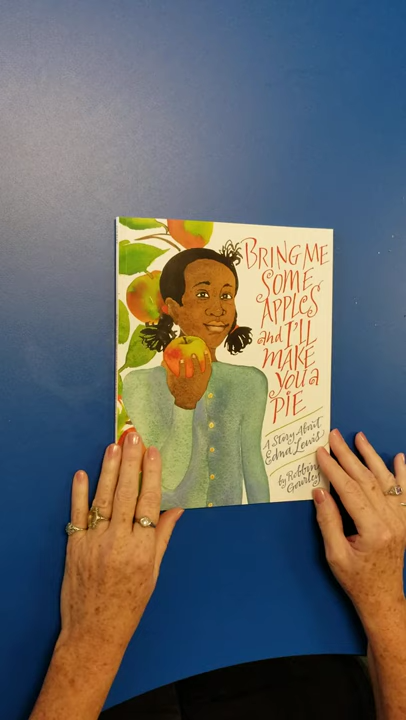 BRING ME
SOME
APPLES
and I'LL
MAKE
YOU a
PIE
A Story About
Edna Lewis
by Robbin
Gourley